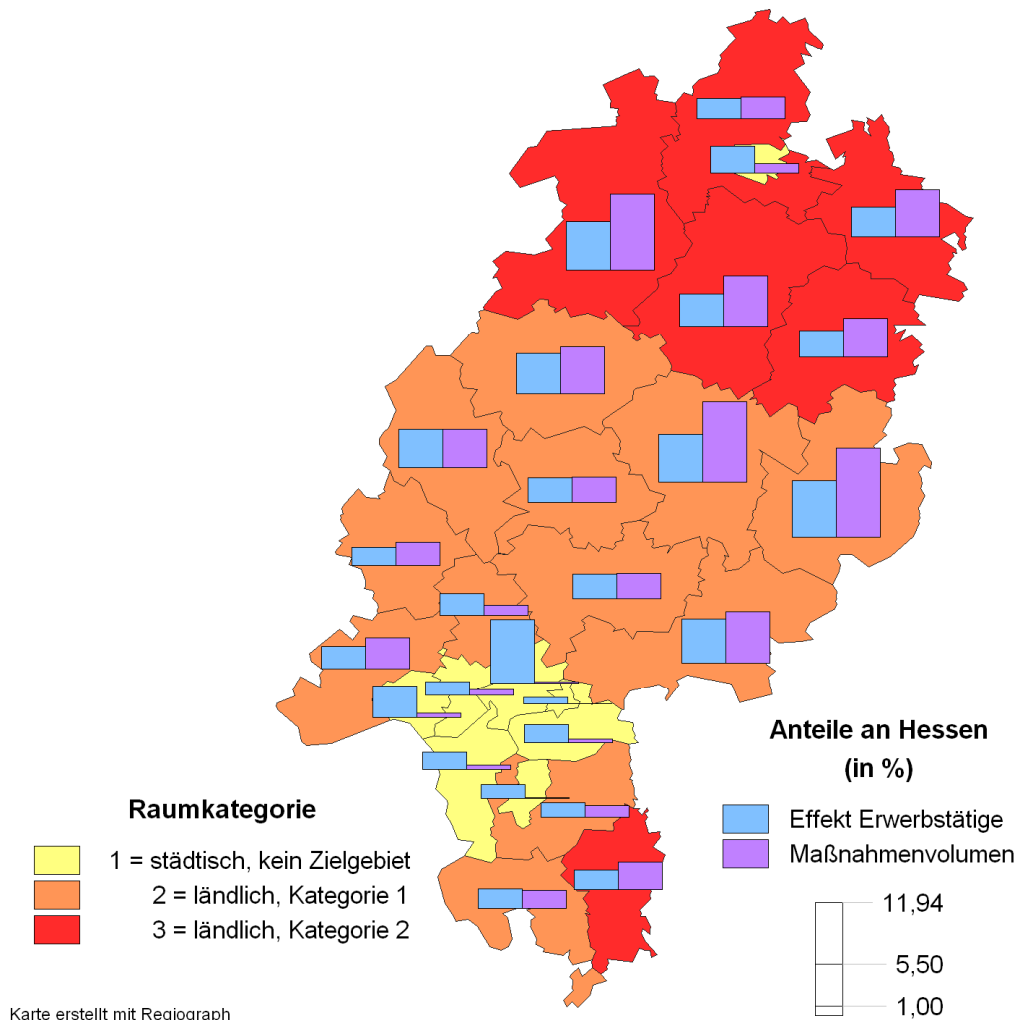 Anteile an Hessen
(in %)
Effekt Erwerbstätige
Maßnahmenvolumen
11,94
5,50
1,00
Raumkategorie
1 = städtisch, kein Zielgebiet
2 = ländlich, Kategorie 1
3 = ländlich, Kategorie 2
Karte erstellt mit Regiograph